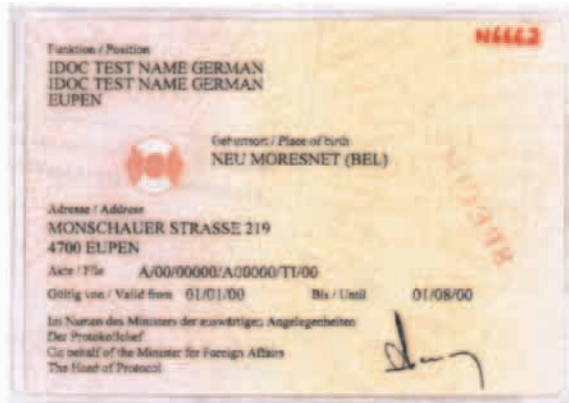 N6663
Funktion / Position
IDOC TEST NAME GERMAN
IDOC TEST NAME GERMAN
EUPEN
Geburtsort / Place of birth
NEU MORESNET (BEL)
Adresse / Address
MONSCHAUER STRASSE 219
4700 EUPEN
Akte / File A/00/00000/A00000/TI/00
Gültig von / Valid from 01/01/00 Bis / Until 01/08/00
Im Namen des Ministers der auswärtigen Angelegenheiten
Der Protokollchef
On behalf of the Minister for Foreign Affairs
The Head of Protocol